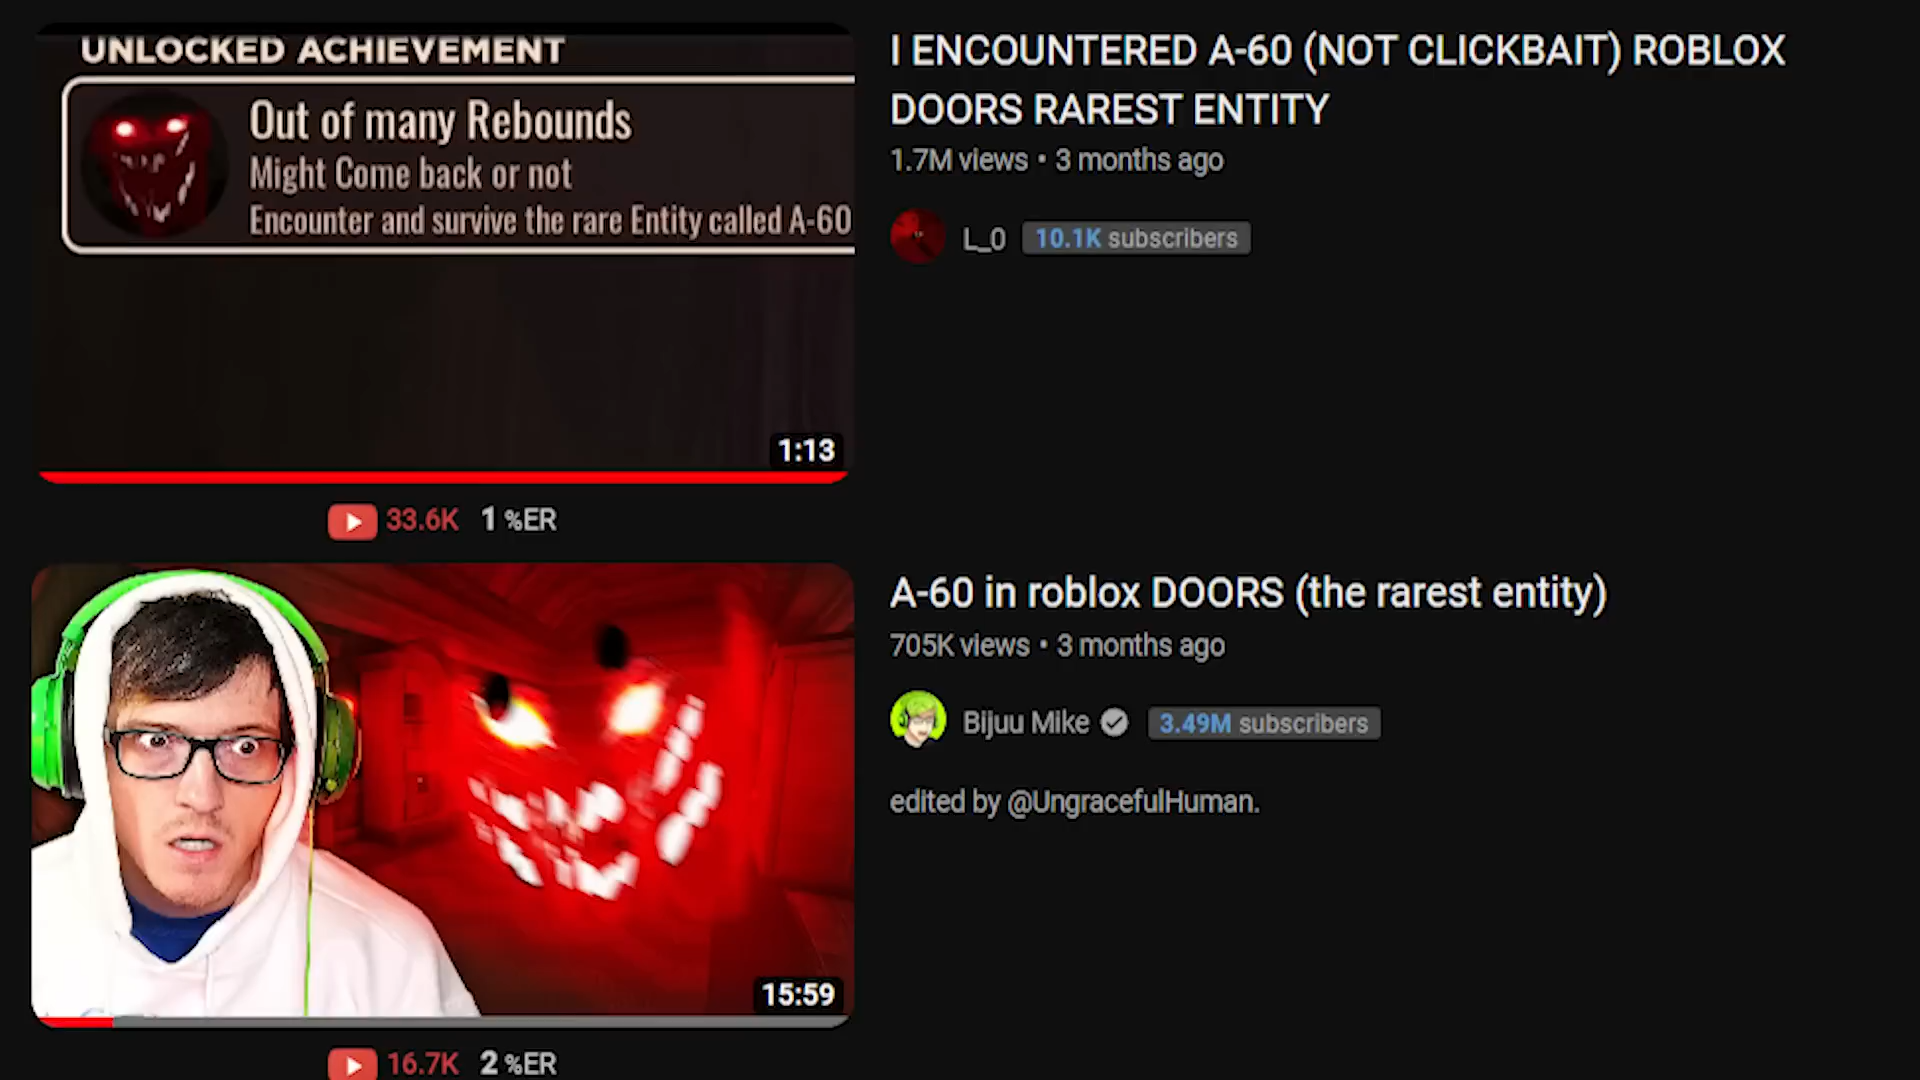 UNLOCKED ACHIEVEMENT
Out of many Rebounds
Might Come back or not
Encounter and survive the rare Entity called A-60
1:13
33.6K 1 %ER
I ENCOUNTERED A-60 (NOT CLICKBAIT) ROBLOX
DOORS RAREST ENTITY
1.7M views • 3 months ago
L_0 10.1K subscribers
15:59
16.7K 2 %ER
A-60 in roblox DOORS (the rarest entity)
705K views • 3 months ago
Bijuu Mike 3.49M subscribers
edited by @UngracefulHuman.